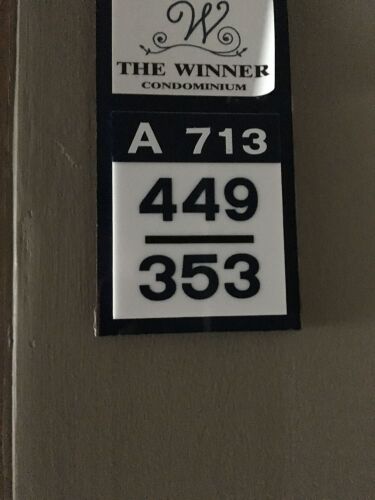 W
THE WINNER
CONDOMINIUM
A 713
449
353